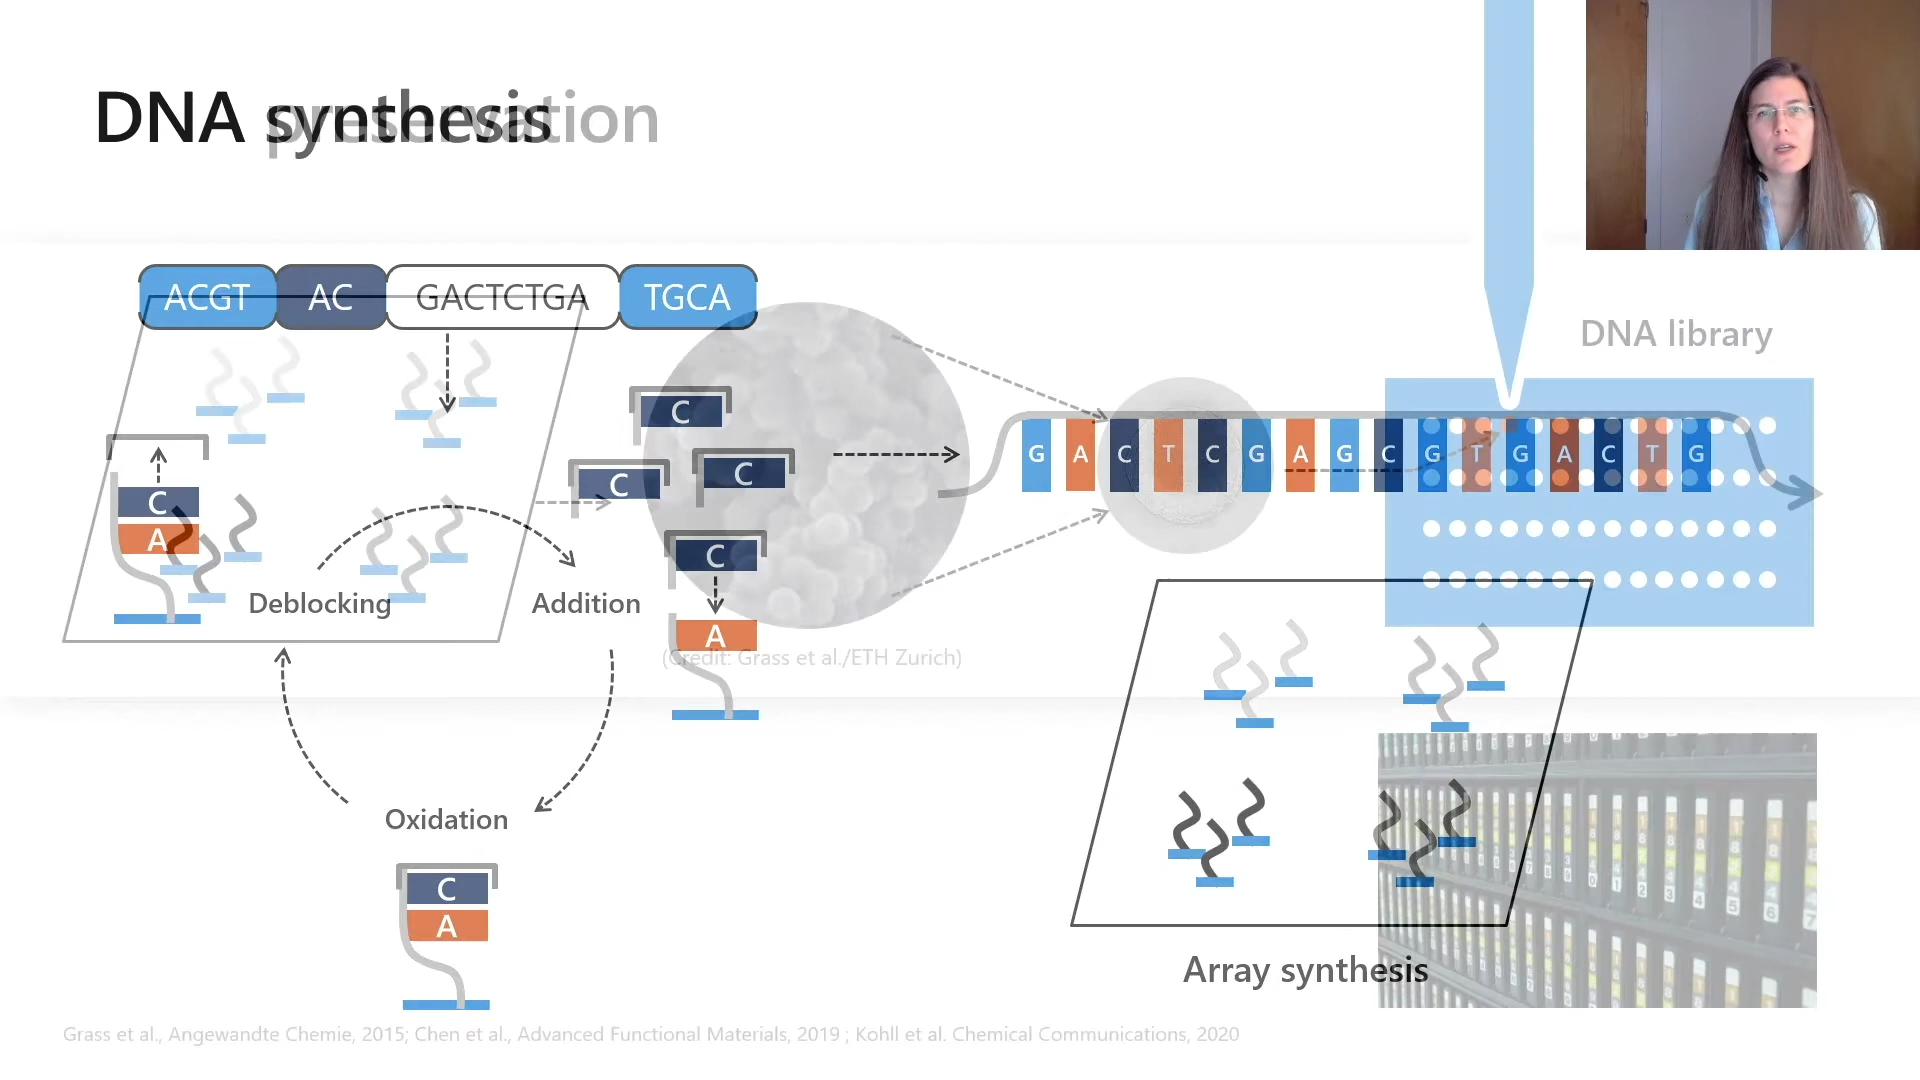 DNA synthesis
preservation
ACGT AC GACTCTGA TGCA
DNA library
C
C
C
G A C T C G A G C G T G A C T G
C
A
C
A
Deblocking
Addition
(Credit: Grass et al./ETH Zurich)
Oxidation
C
A
Array synthesis
Grass et al., Angewandte Chemie, 2015; Chen et al., Advanced Functional Materials, 2019 ; Kohll et al. Chemical Communications, 2020